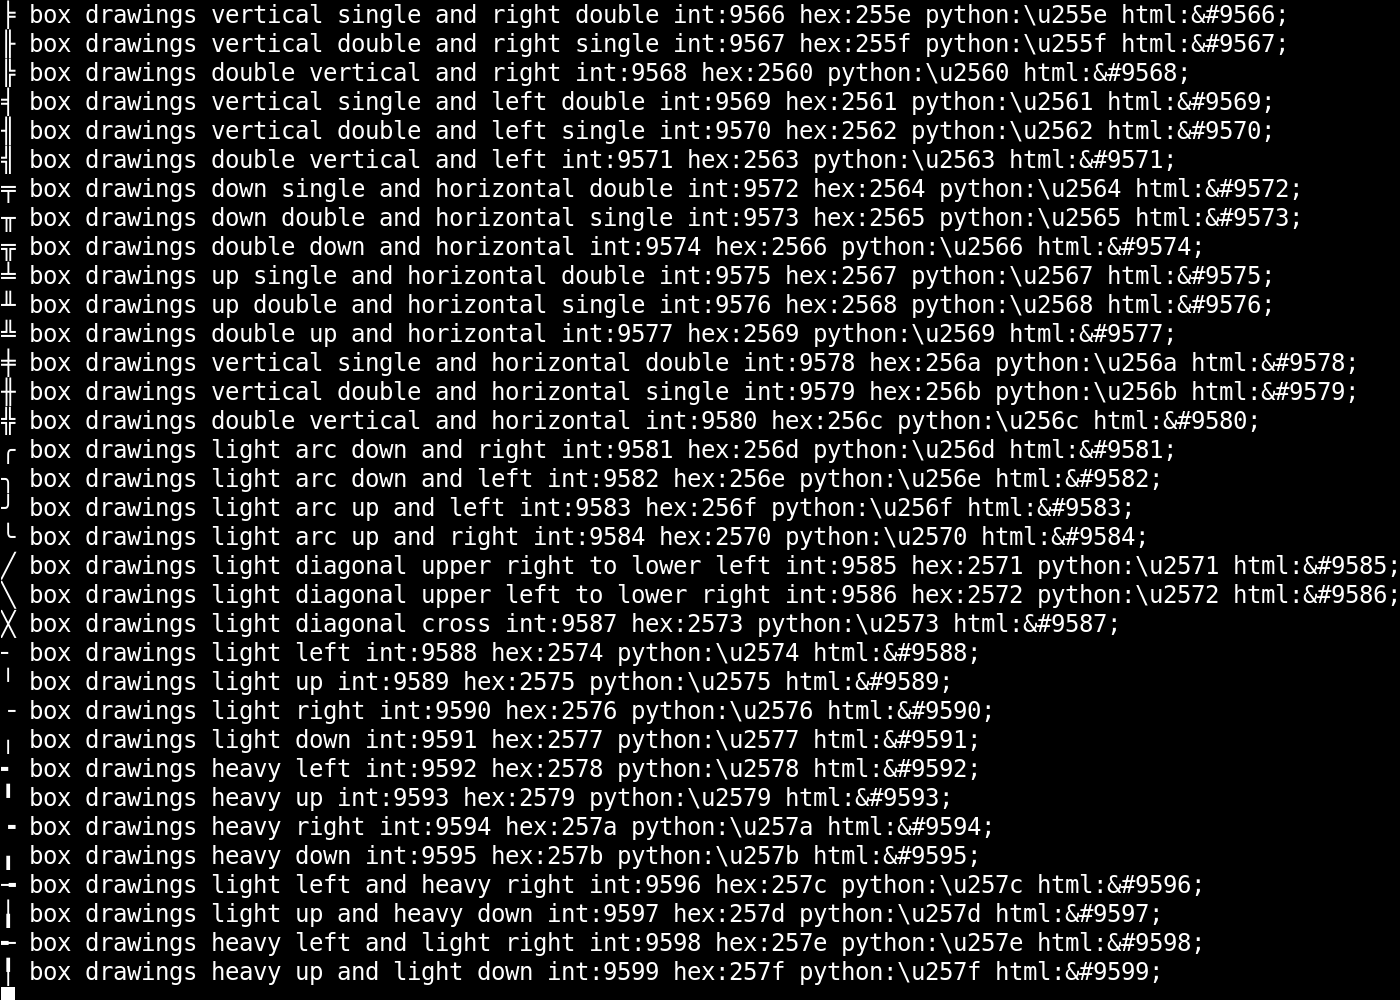 ╞ box drawings vertical single and right double int:9566 hex:255e python:\u255e html:&#9566;
╟ box drawings vertical double and right single int:9567 hex:255f python:\u255f html:&#9567;
╠ box drawings double vertical and right int:9568 hex:2560 python:\u2560 html:&#9568;
╡ box drawings vertical single and left double int:9569 hex:2561 python:\u2561 html:&#9569;
╢ box drawings vertical double and left single int:9570 hex:2562 python:\u2562 html:&#9570;
╣ box drawings double vertical and left int:9571 hex:2563 python:\u2563 html:&#9571;
╤ box drawings down single and horizontal double int:9572 hex:2564 python:\u2564 html:&#9572;
╥ box drawings down double and horizontal single int:9573 hex:2565 python:\u2565 html:&#9573;
╦ box drawings double down and horizontal int:9574 hex:2566 python:\u2566 html:&#9574;
╧ box drawings up single and horizontal double int:9575 hex:2567 python:\u2567 html:&#9575;
╨ box drawings up double and horizontal single int:9576 hex:2568 python:\u2568 html:&#9576;
╩ box drawings double up and horizontal int:9577 hex:2569 python:\u2569 html:&#9577;
╪ box drawings vertical single and horizontal double int:9578 hex:256a python:\u256a html:&#9578;
╫ box drawings vertical double and horizontal single int:9579 hex:256b python:\u256b html:&#9579;
╬ box drawings double vertical and horizontal int:9580 hex:256c python:\u256c html:&#9580;
╭ box drawings light arc down and right int:9581 hex:256d python:\u256d html:&#9581;
╮ box drawings light arc down and left int:9582 hex:256e python:\u256e html:&#9582;
╯ box drawings light arc up and left int:9583 hex:256f python:\u256f html:&#9583;
╰ box drawings light arc up and right int:9584 hex:2570 python:\u2570 html:&#9584;
╱ box drawings light diagonal upper right to lower left int:9585 hex:2571 python:\u2571 html:&#9585;
╲ box drawings light diagonal upper left to lower right int:9586 hex:2572 python:\u2572 html:&#9586;
╳ box drawings light diagonal cross int:9587 hex:2573 python:\u2573 html:&#9587;
╴ box drawings light left int:9588 hex:2574 python:\u2574 html:&#9588;
╵ box drawings light up int:9589 hex:2575 python:\u2575 html:&#9589;
╶ box drawings light right int:9590 hex:2576 python:\u2576 html:&#9590;
╷ box drawings light down int:9591 hex:2577 python:\u2577 html:&#9591;
╸ box drawings heavy left int:9592 hex:2578 python:\u2578 html:&#9592;
╹ box drawings heavy up int:9593 hex:2579 python:\u2579 html:&#9593;
╺ box drawings heavy right int:9594 hex:257a python:\u257a html:&#9594;
╻ box drawings heavy down int:9595 hex:257b python:\u257b html:&#9595;
╼ box drawings light left and heavy right int:9596 hex:257c python:\u257c html:&#9596;
╽ box drawings light up and heavy down int:9597 hex:257d python:\u257d html:&#9597;
╾ box drawings heavy left and light right int:9598 hex:257e python:\u257e html:&#9598;
╿ box drawings heavy up and light down int:9599 hex:257f python:\u257f html:&#9599;